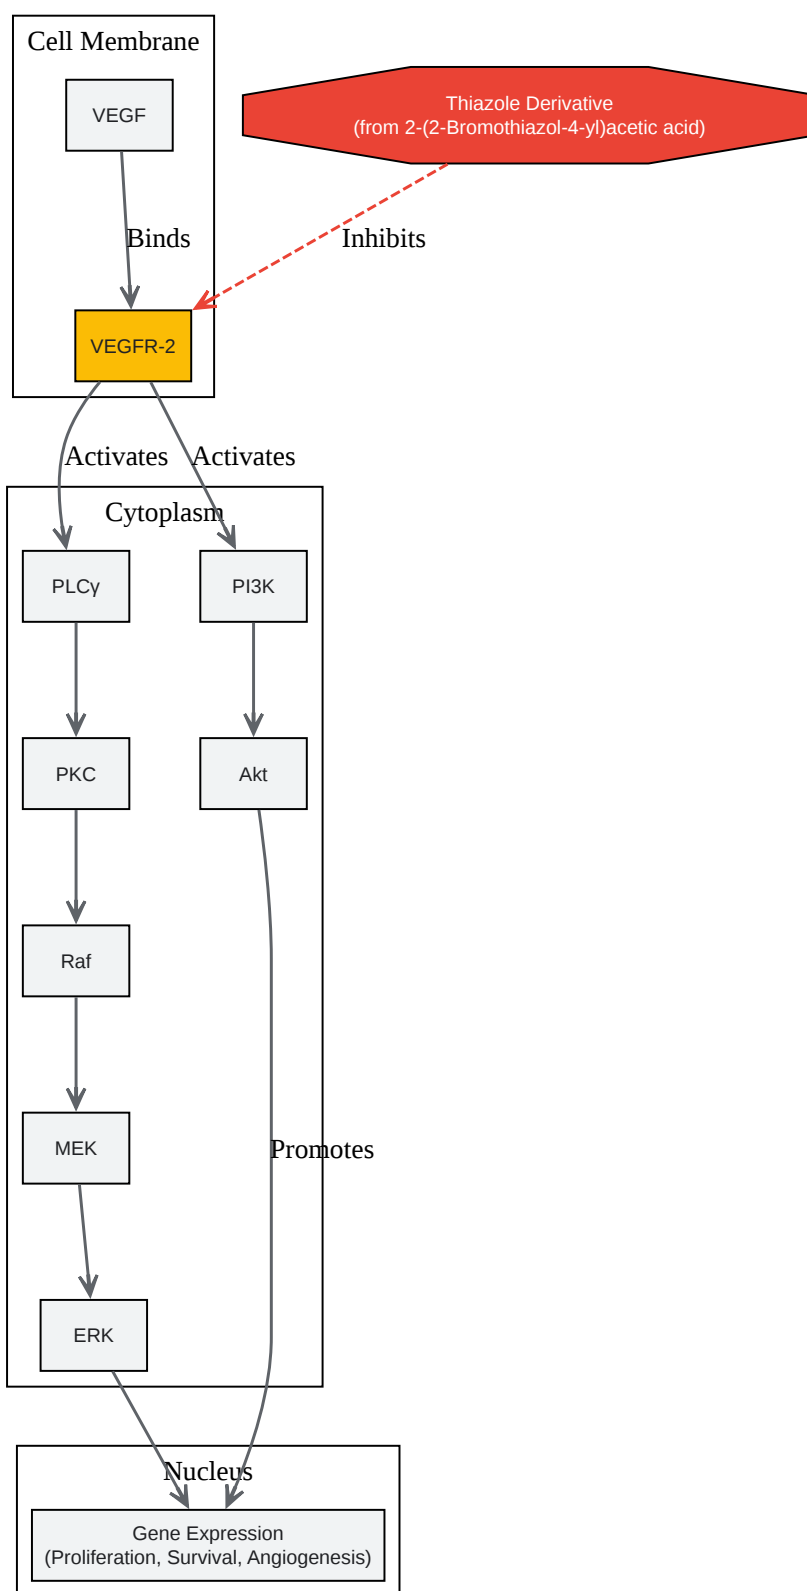 Cell Membrane
VEGF
Thiazole Derivative
(from 2-(2-Bromothiazol-4-yl)acetic acid)
Binds
Inhibits
VEGFR-2
Activates
Activates
Cytoplasm
PLCγ
PI3K
PKC
Akt
Raf
MEK
Promotes
ERK
Nucleus
Gene Expression
(Proliferation, Survival, Angiogenesis)